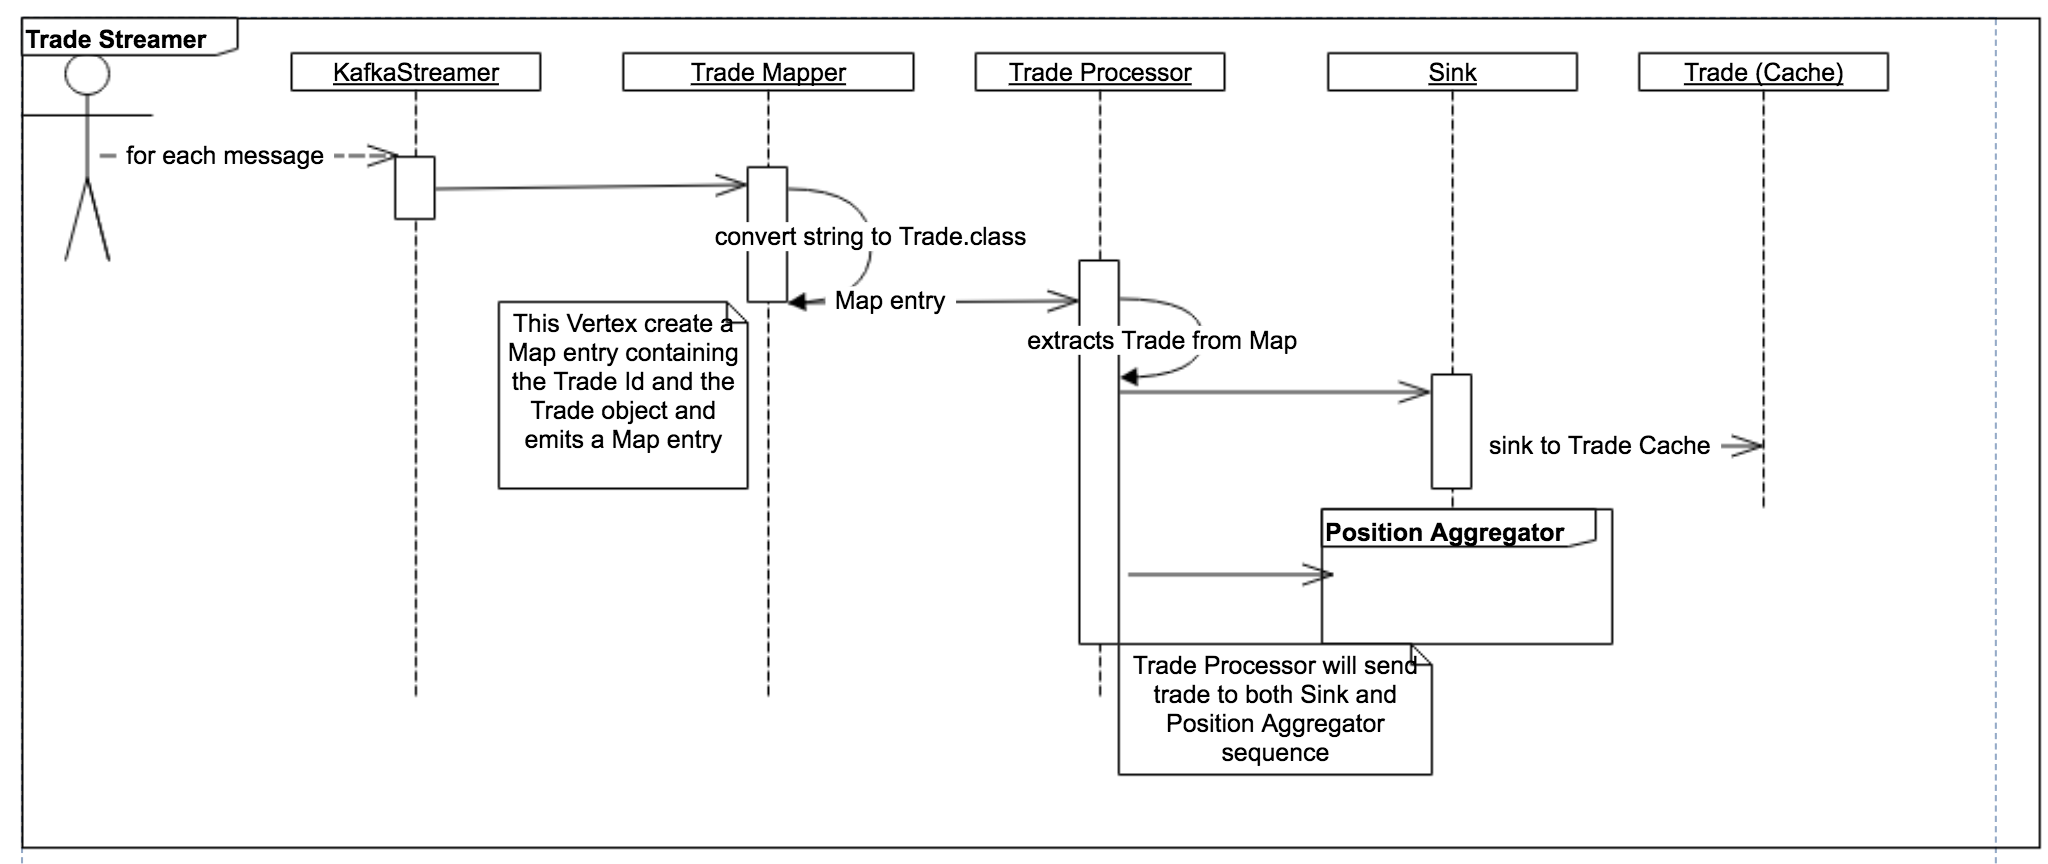 Trade Streamer
KafkaStreamer
Trade Mapper
Trade Processor
Sink
Trade (Cache)
for each message
convert string to Trade.class
Map entry
This Vertex create a
Map entry containing
the Trade Id and the
Trade object and
emits a Map entry
extracts Trade from Map
sink to Trade Cache
Position Aggregator
Trade Processor will send
trade to both Sink and
Position Aggregator
sequence